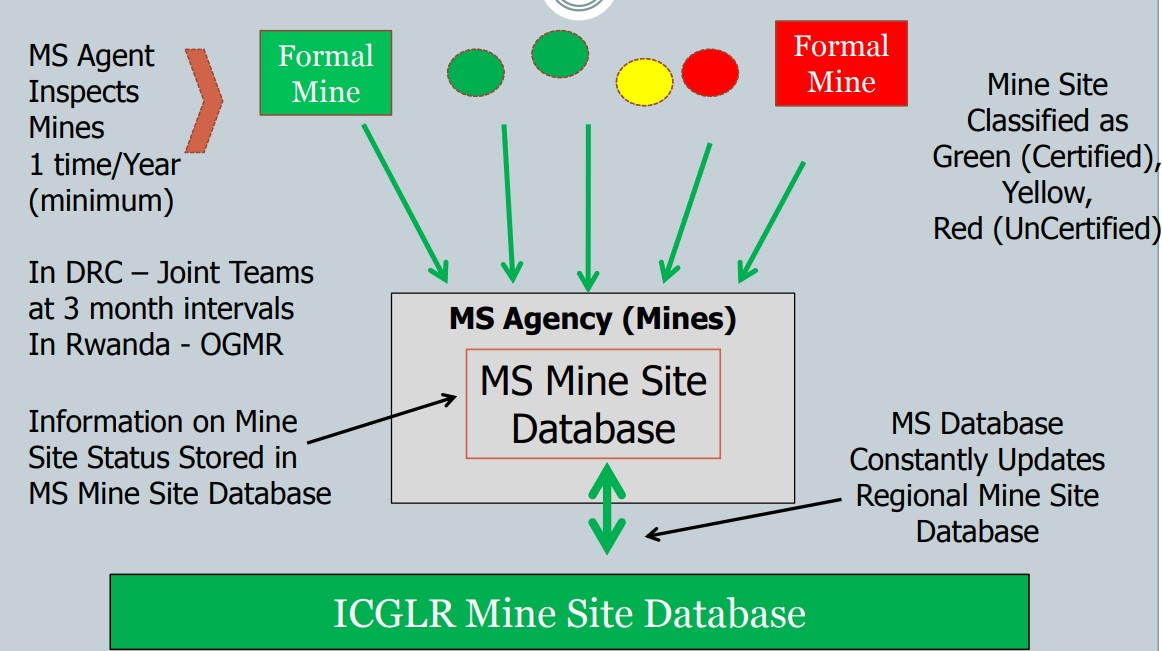 MS Agent
Inspects
Mines
1 time/Year
(minimum)
Formal
Mine
Formal
Mine
Mine Site
Classified as
Green (Certified),
Yellow,
Red (UnCertified)
In DRC – Joint Teams
at 3 month intervals
In Rwanda - OGMR
MS Agency (Mines)
MS Mine Site
Database
Information on Mine
Site Status Stored in
MS Mine Site Database
MS Database
Constantly Updates
Regional Mine Site
Database
ICGLR Mine Site Database